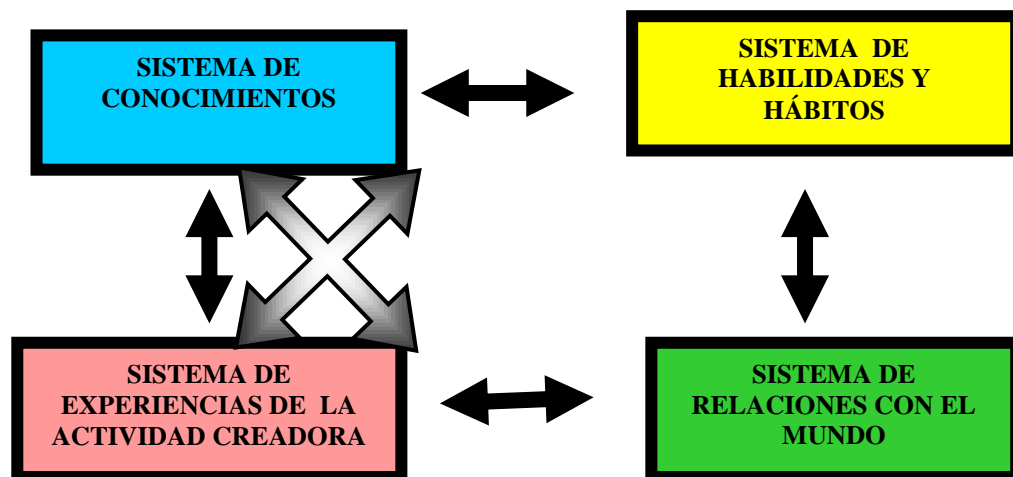 SISTEMA DE
CONOCIMIENTOS
SISTEMA DE
HABILIDADES Y
HÁBITOS
SISTEMA DE
EXPERIENCIAS DE LA
ACTIVIDAD CREADORA
SISTEMA DE
RELACIONES CON EL
MUNDO